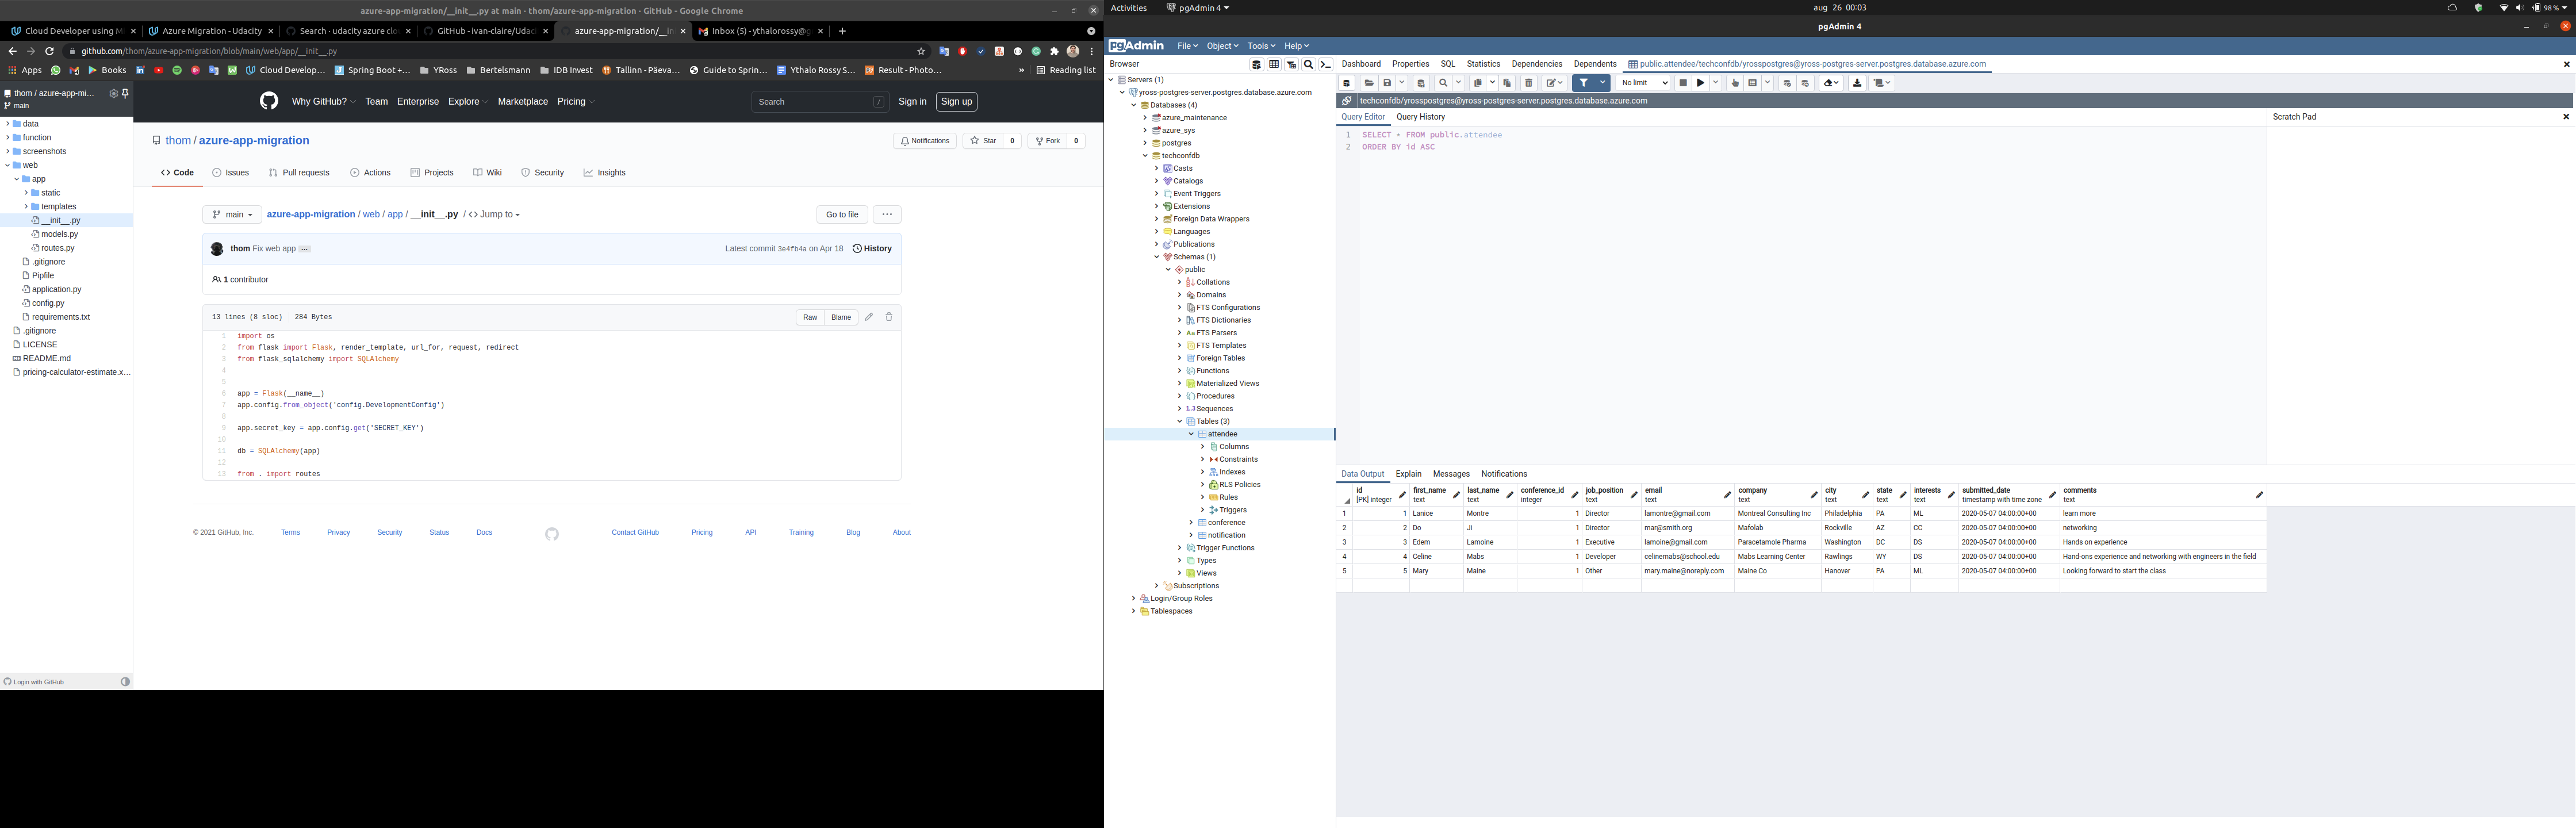 azure-app-migration/__init__.py at main · thom/azure-app-migration · GitHub - Google Chrome
Cloud Developer using Mi
Azure Migration - Udacity
Search · udacity azure clo
GitHub - ivan-claire/Udac
azure-app-migration/__in
Inbox (5) - ythalorossy@g
github.com/thom/azure-app-migration/blob/main/web/app/__init__.py
Apps
Books
Cloud Develop...
Spring Boot +...
YRoss
Bertelsmann
IDB Invest
Tallinn - Päeva...
Guide to Sprin...
Ythalo Rossy S...
Result - Photo...
»
Reading list
thom / azure-app-mi...
main
data
function
screenshots
web
app
static
templates
__init__.py
models.py
routes.py
.gitignore
Pipfile
application.py
config.py
requirements.txt
.gitignore
LICENSE
README.md
pricing-calculator-estimate.x...
Login with GitHub
Why GitHub?
Team
Enterprise
Explore
Marketplace
Pricing
Search
/
Sign in
Sign up
thom / azure-app-migration
Notifications
Star 0
Fork 0
Code
Issues
Pull requests
Actions
Projects
Wiki
Security
Insights
main
azure-app-migration / web / app / __init__.py / <> Jump to
Go to file
...
thom Fix web app ...
Latest commit 3e4fb4a on Apr 18
History
1 contributor
13 lines (8 sloc) 284 Bytes
Raw
Blame
1 import os
2 from flask import Flask, render_template, url_for, request, redirect
3 from flask_sqlalchemy import SQLAlchemy
4
5
6 app = Flask(__name__)
7 app.config.from_object('config.DevelopmentConfig')
8
9 app.secret_key = app.config.get('SECRET_KEY')
10
11 db = SQLAlchemy(app)
12
13 from . import routes
© 2021 GitHub, Inc.
Terms
Privacy
Security
Status
Docs
Contact GitHub
Pricing
API
Training
Blog
About
Activities
pgAdmin 4
aug 26 00:03
98 %
pgAdmin 4
pgAdmin
File
Object
Tools
Help
Browser
Servers (1)
yross-postgres-server.postgres.database.azure.com
Databases (4)
azure_maintenance
azure_sys
postgres
techconfdb
Casts
Catalogs
Event Triggers
Extensions
Foreign Data Wrappers
Languages
Publications
Schemas (1)
public
Collations
Domains
FTS Configurations
FTS Dictionaries
Aa FTS Parsers
FTS Templates
Foreign Tables
Functions
Materialized Views
Procedures
1..3 Sequences
Tables (3)
attendee
Columns
Constraints
Indexes
RLS Policies
Rules
Triggers
conference
notification
Trigger Functions
Types
Views
Subscriptions
Login/Group Roles
Tablespaces
Dashboard
Properties
SQL
Statistics
Dependencies
Dependents
public.attendee/techconfdb/yrosspostgres@yross-postgres-server.postgres.database.azure.com
No limit
techconfdb/yrosspostgres@yross-postgres-server.postgres.database.azure.com
Query Editor
Query History
Scratch Pad
1 SELECT * FROM public.attendee
2 ORDER BY id ASC
Data Output
Explain
Messages
Notifications
id first_name last_name conference_id job_position email company city state interests submitted_date comments
[PK] integer text text integer text text text text text text timestamp with time zone text
1 1 Lanice Montre 1 Director lamontre@gmail.com Montreal Consulting Inc Philadelphia PA ML 2020-05-07 04:00:00+00 learn more
2 2 Do Ji 1 Director mar@smith.org Mafolab Rockville AZ CC 2020-05-07 04:00:00+00 networking
3 3 Edem Lamoine 1 Executive lamoine@gmail.com Paracetamole Pharma Washington DC DS 2020-05-07 04:00:00+00 Hands on experience
4 4 Celine Mabs 1 Developer celinemabs@school.edu Mabs Learning Center Rawlings WY DS 2020-05-07 04:00:00+00 Hand-ons experience and networking with engineers in the field
5 5 Mary Maine 1 Other mary.maine@noreply.com Maine Co Hanover PA ML 2020-05-07 04:00:00+00 Looking forward to start the class